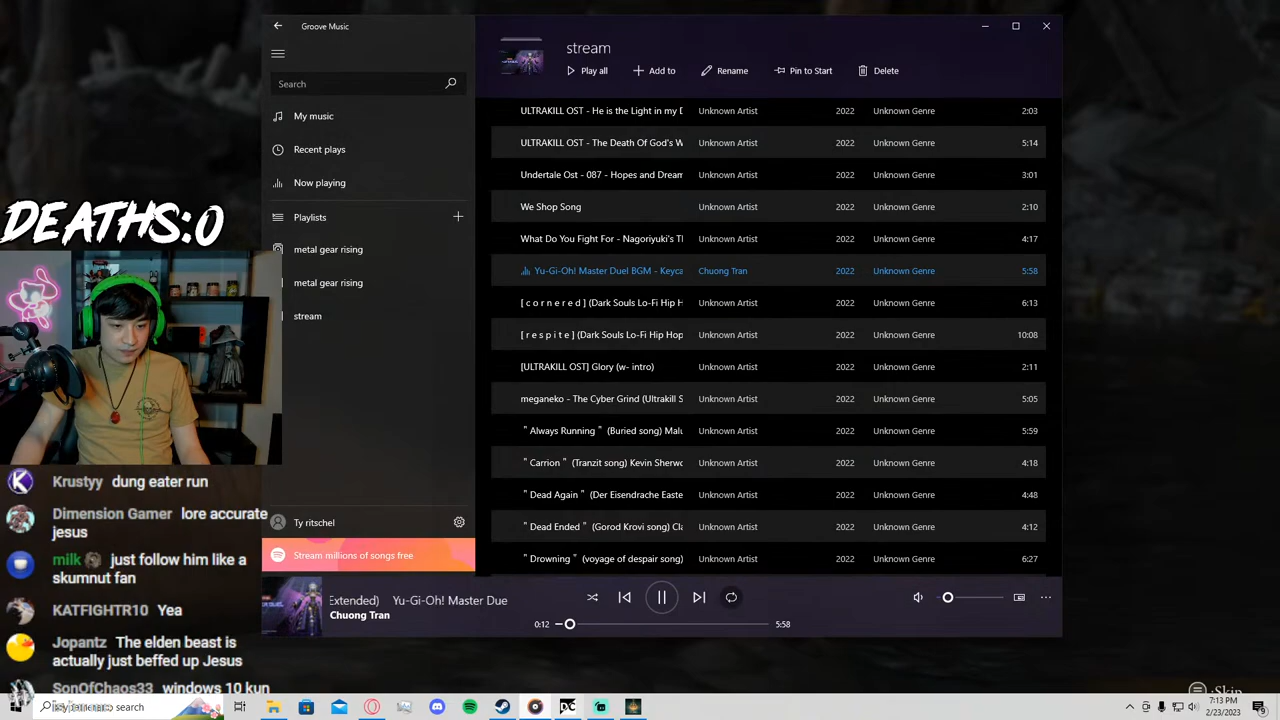 Groove Music
Search
My music
Recent plays
Now playing
Playlists
metal gear rising
metal gear rising
stream
Ty ritschel
Stream millions of songs free
stream
Play all
Add to
Rename
Pin to Start
Delete
ULTRAKILL OST - He is the Light in my D Unknown Artist 2022 Unknown Genre 2:03
ULTRAKILL OST - The Death Of God's W Unknown Artist 2022 Unknown Genre 5:14
Undertale Ost - 087 - Hopes and Dream Unknown Artist 2022 Unknown Genre 3:01
We Shop Song Unknown Artist 2022 Unknown Genre 2:10
What Do You Fight For - Nagoriyuki's Tl Unknown Artist 2022 Unknown Genre 4:17
Yu-Gi-Oh! Master Duel BGM - Keyca Chuong Tran 2022 Unknown Genre 5:58
[ c o r n e r e d ] (Dark Souls Lo-Fi Hip H Unknown Artist 2022 Unknown Genre 6:13
[ r e s p i t e ] (Dark Souls Lo-Fi Hip Hop Unknown Artist 2022 Unknown Genre 10:08
[ULTRAKILL OST] Glory (w- intro) Unknown Artist 2022 Unknown Genre 2:11
meganeko - The Cyber Grind (Ultrakill S Unknown Artist 2022 Unknown Genre 5:05
＂Always Running＂ (Buried song) Malu Unknown Artist 2022 Unknown Genre 5:59
＂Carrion＂ (Tranzit song) Kevin Sherwo Unknown Artist 2022 Unknown Genre 4:18
＂Dead Again＂ (Der Eisendrache Easte Unknown Artist 2022 Unknown Genre 4:48
＂Dead Ended＂ (Gorod Krovi song) Cla Unknown Artist 2022 Unknown Genre 4:12
＂Drowning＂ (voyage of despair song) Unknown Artist 2022 Unknown Genre 6:27
Extended) Yu-Gi-Oh! Master Due
Chuong Tran
0:12 5:58
DEATHS:0
Krustyy dung eater run
Dimension Gamer lore accurate
jesus
milk just follow him like a
skumnut fan
KATFIGHTR10 Yea
Jopantz The elden beast is
actually just beffed up Jesus
SonOfChaos33 windows 10 kun
to search
:Skip
7:13 PM
2/23/2023